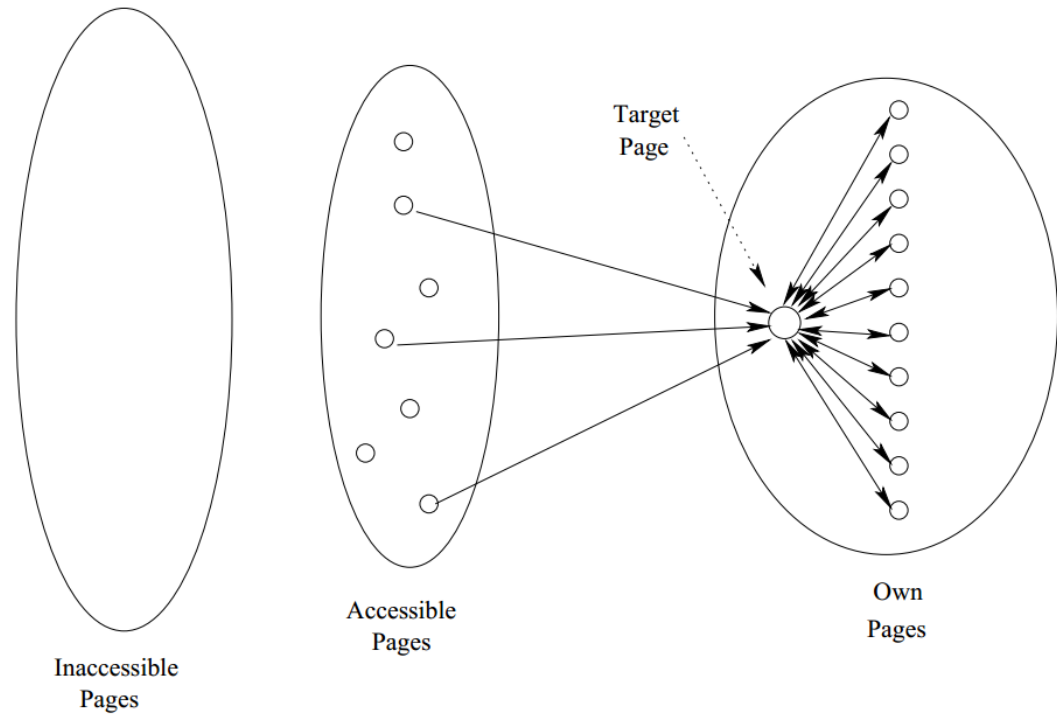 Target
Page
Accessible
Pages
Own
Pages
Inaccessible
Pages